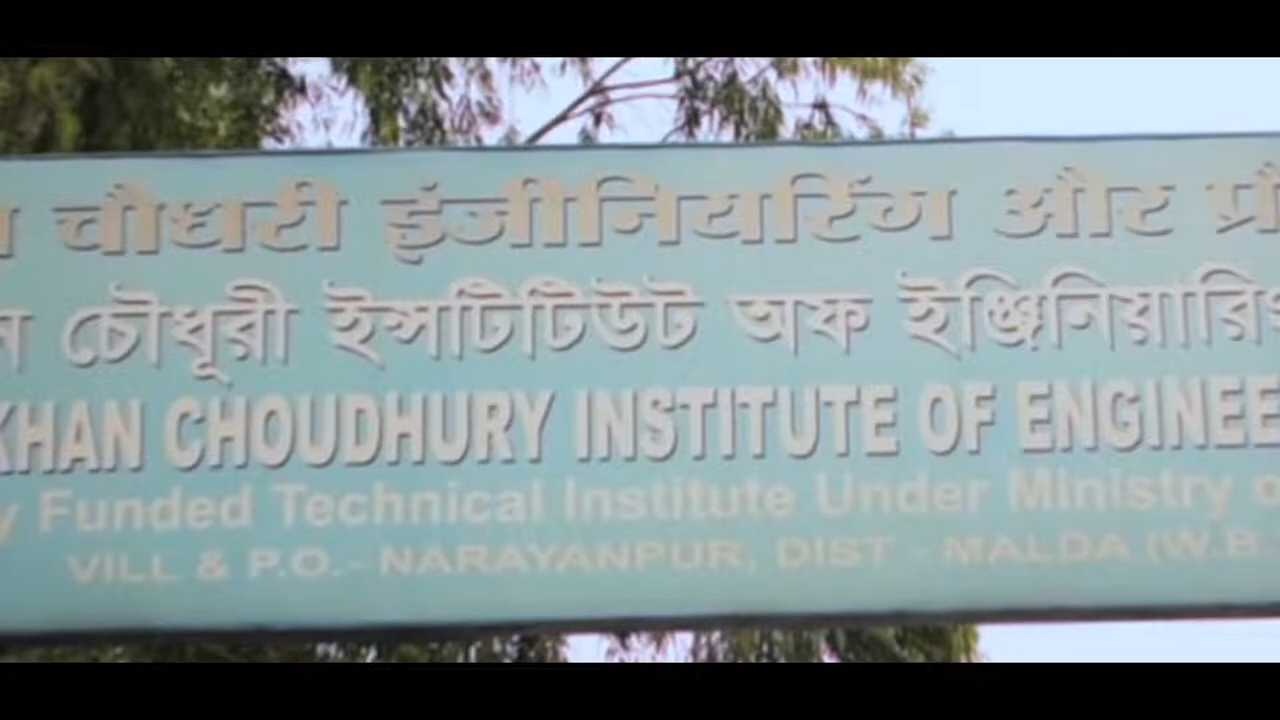 चौधरी इंजीनियरिंग और प्रौ
ন চৌধুরী ইন্সটিটিউট অফ ইঞ্জিনিয়ারিং
KHAN CHOUDHURY INSTITUTE OF ENGINEE
y Funded Technical Institute Under Ministry o
VILL & P.O.- NARAYANPUR, DIST - MALDA (W.B.